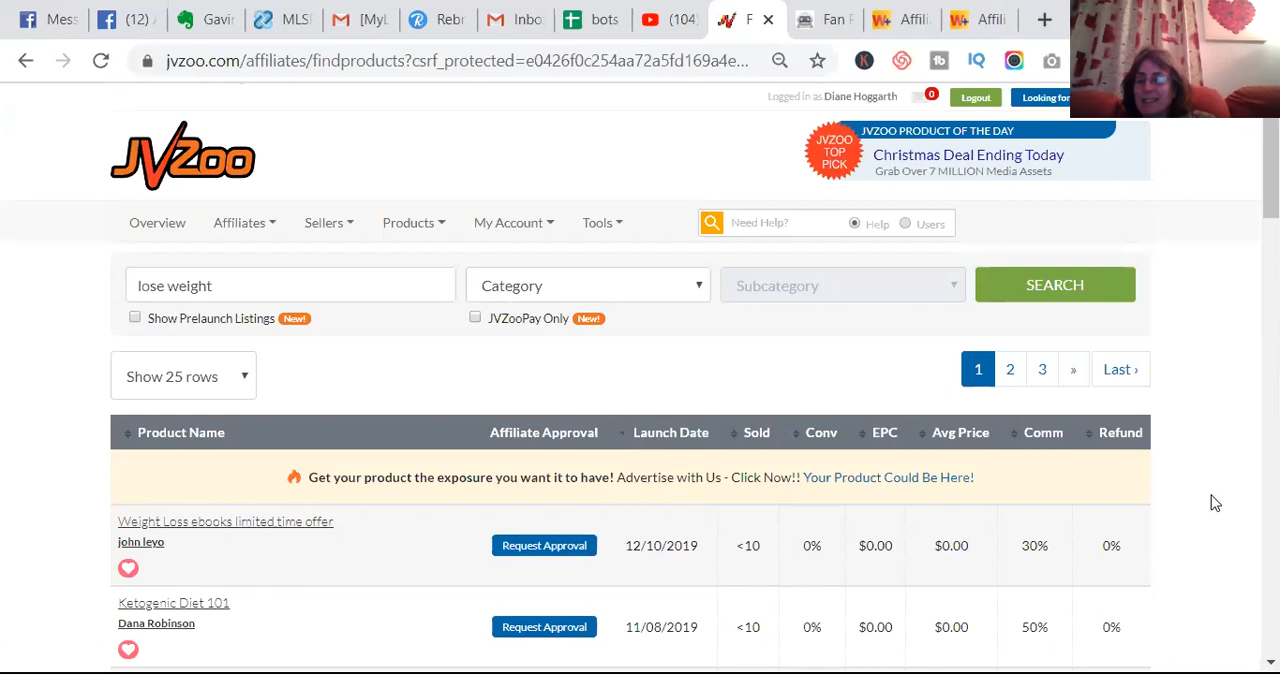 Mess
(12)
Gavir
MLSF
[MyL
Rebr
Inbo
bots
(104)
F
Fan F
Affili
Affili
jvzoo.com/affiliates/findproducts?csrf_protected=e0426f0c254aa72a5fd169a4e...
Logged in as Diane Hoggarth
0
Logout
Looking for
JVZoo
JVZOO TOP PICK
JVZOO PRODUCT OF THE DAY
Christmas Deal Ending Today
Grab Over 7 MILLION Media Assets
Overview Affiliates Sellers Products My Account Tools
Need Help? Help Users
lose weight Category Subcategory SEARCH
Show Prelaunch Listings New! JVZooPay Only New!
Show 25 rows 1 2 3 » Last ›
Product Name Affiliate Approval Launch Date Sold Conv EPC Avg Price Comm Refund
Get your product the exposure you want it to have! Advertise with Us - Click Now!! Your Product Could Be Here!
Weight Loss ebooks limited time offer
john leyo
Request Approval 12/10/2019 <10 0% $0.00 $0.00 30% 0%
Ketogenic Diet 101
Dana Robinson
Request Approval 11/08/2019 <10 0% $0.00 $0.00 50% 0%